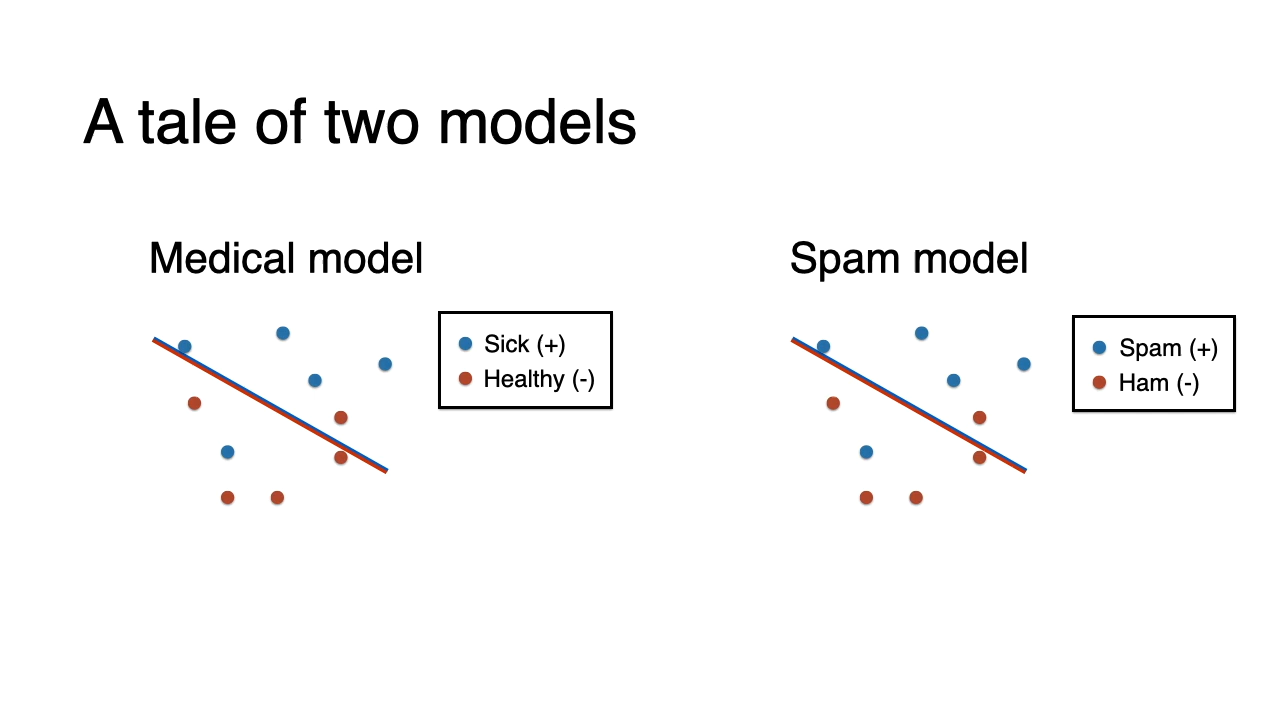 A tale of two models
Medical model
Sick (+)
Healthy (-)
Spam model
Spam (+)
Ham (-)